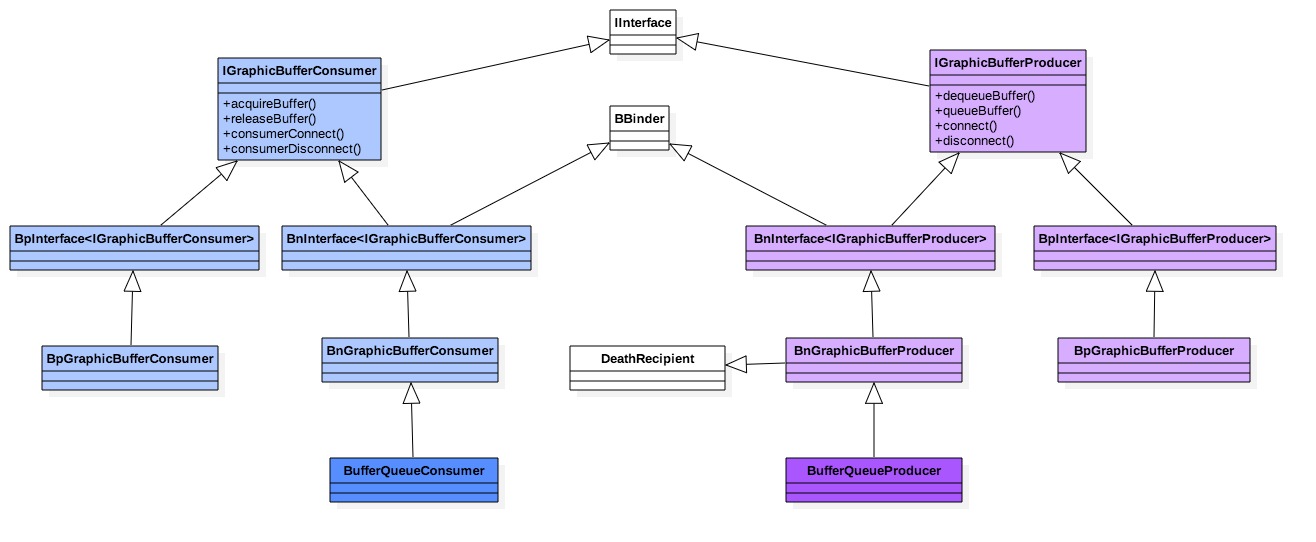 IInterface
IGraphicBufferConsumer
+acquireBuffer()
+releaseBuffer()
+consumerConnect()
+consumerDisconnect()
IGraphicBufferProducer
+dequeueBuffer()
+queueBuffer()
+connect()
+disconnect()
BBinder
BpInterface<IGraphicBufferConsumer>
BnInterface<IGraphicBufferConsumer>
BnInterface<IGraphicBufferProducer>
BpInterface<IGraphicBufferProducer>
BpGraphicBufferConsumer
BnGraphicBufferConsumer
DeathRecipient
BnGraphicBufferProducer
BpGraphicBufferProducer
BufferQueueConsumer
BufferQueueProducer